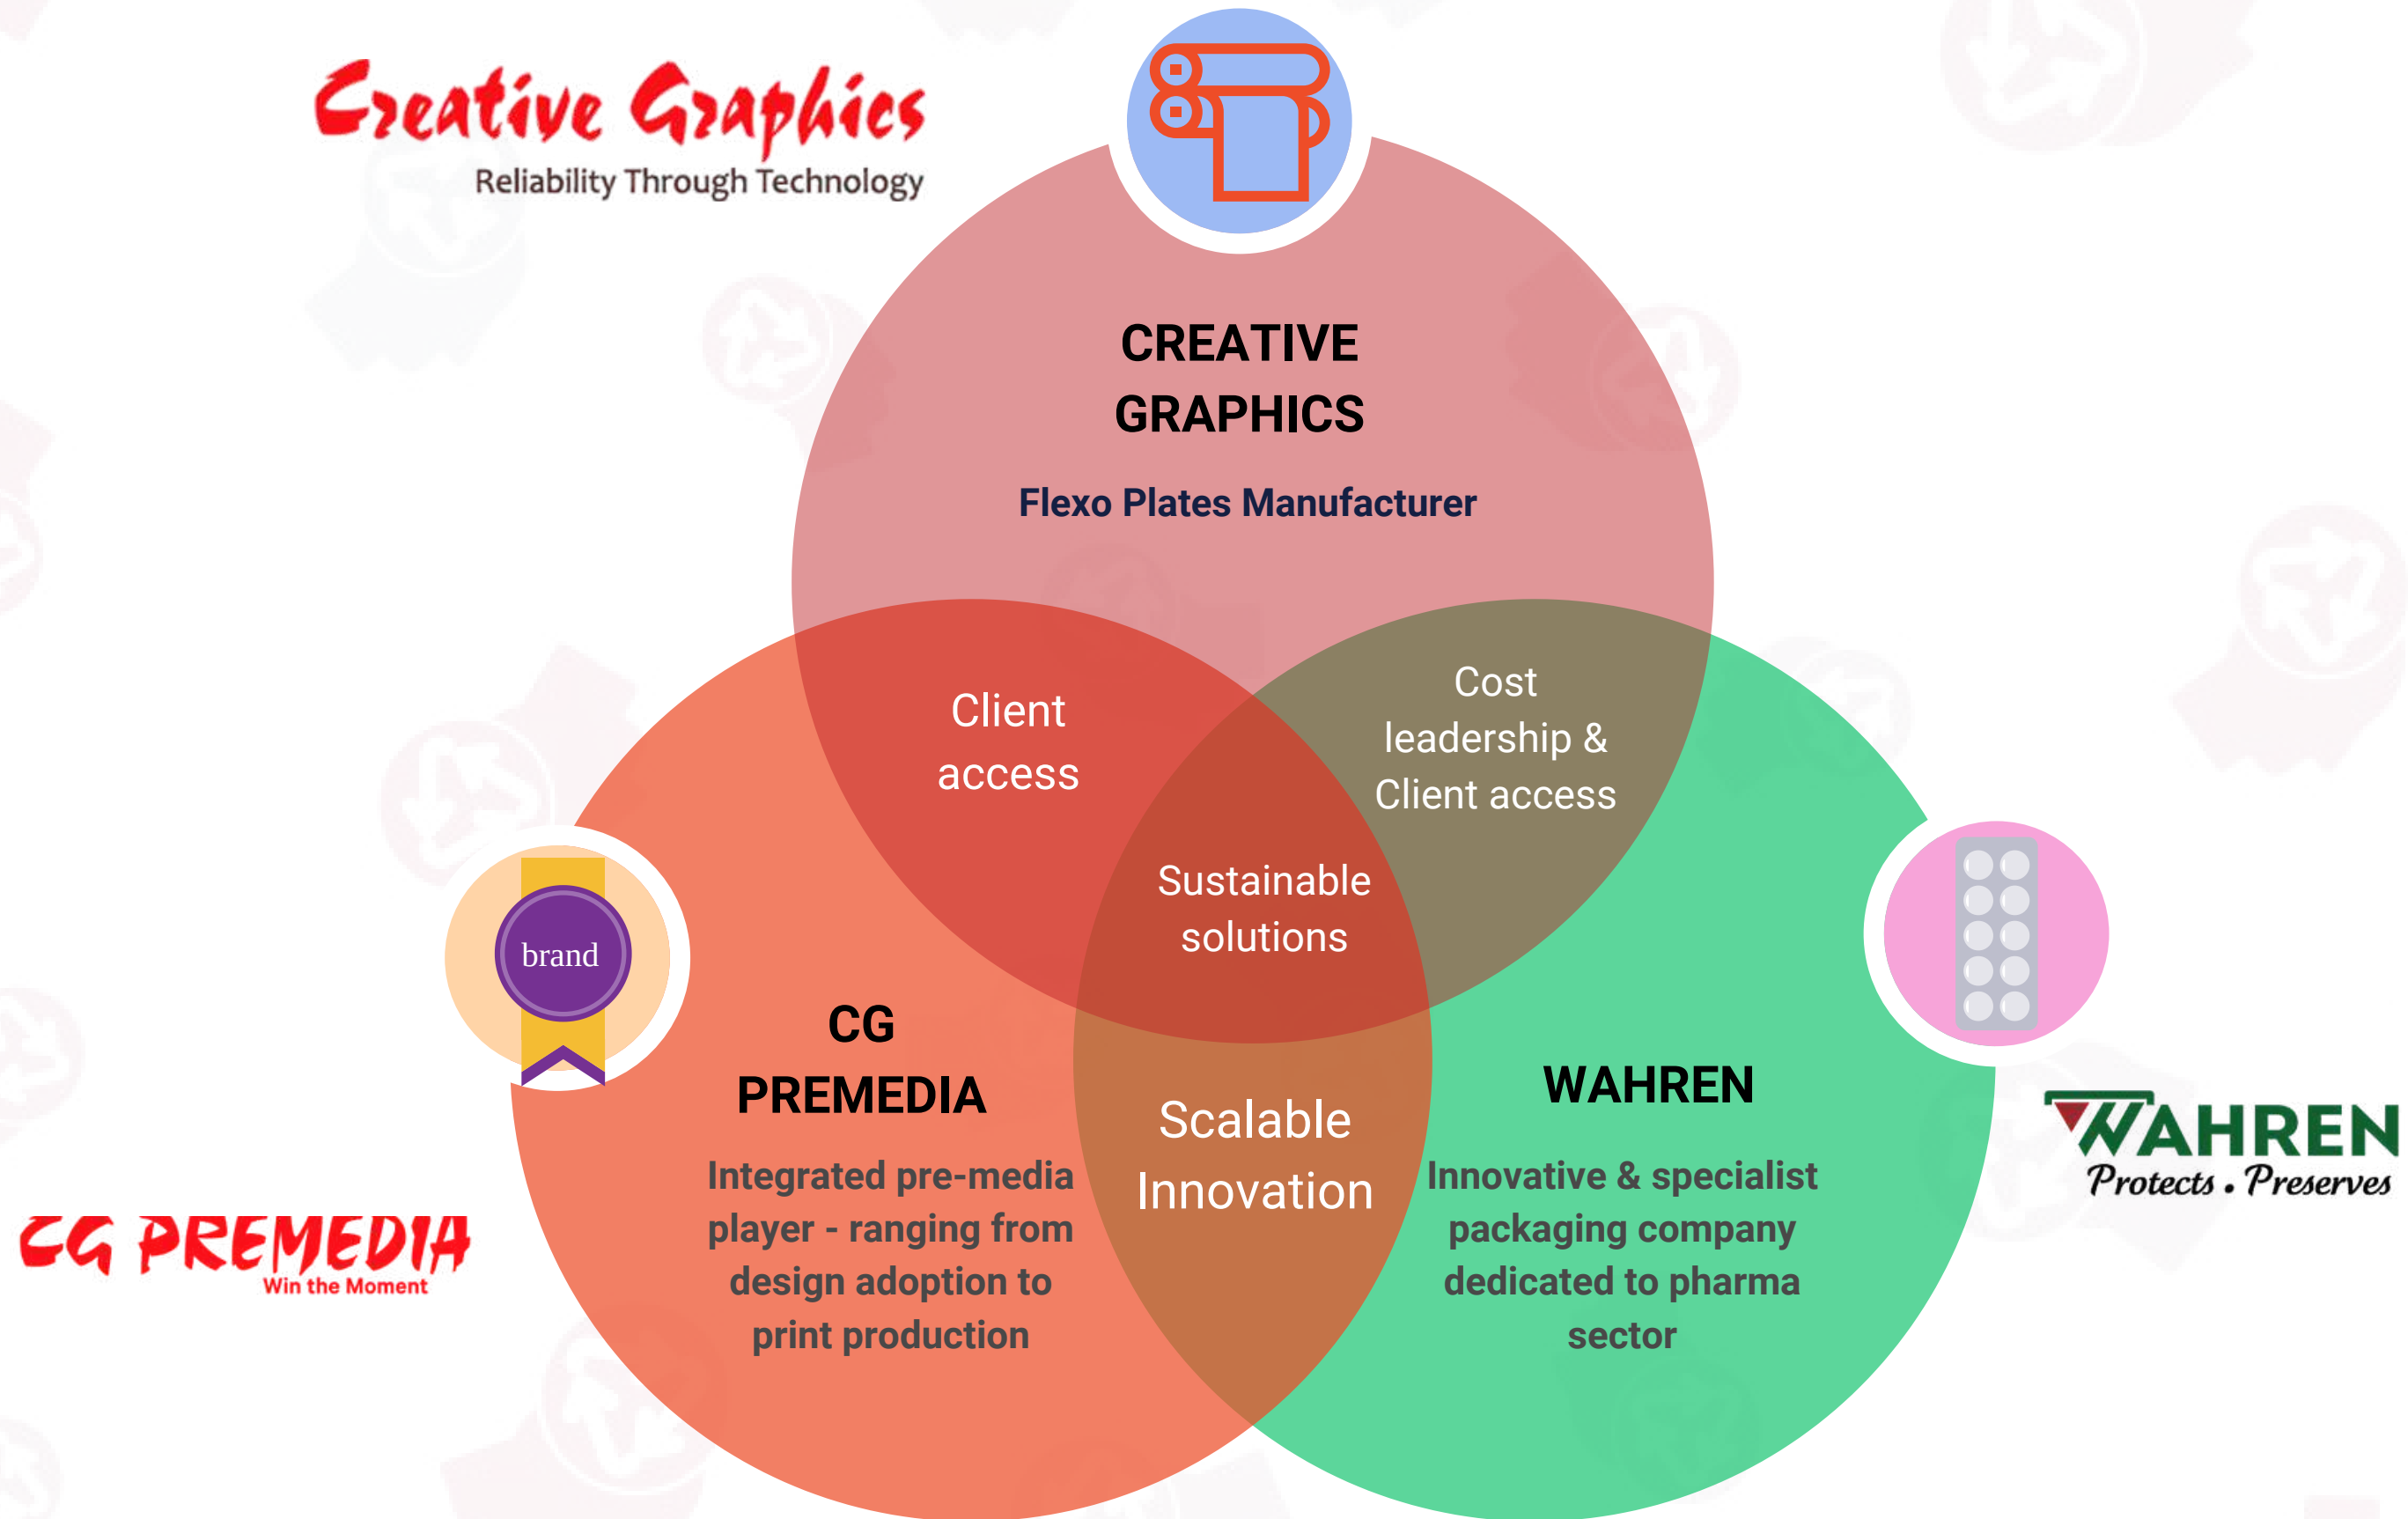 Creative Graphics
Reliability Through Technology
CREATIVE
GRAPHICS
Flexo Plates Manufacturer
Client
access
Cost
leadership &
Client access
Sustainable
solutions
brand
CG
PREMEDIA
Integrated pre-media
player - ranging from
design adoption to
print production
Scalable
Innovation
WAHREN
Innovative & specialist
packaging company
dedicated to pharma
sector
CG PREMEDIA
Win the Moment
WAHREN
Protects . Preserves